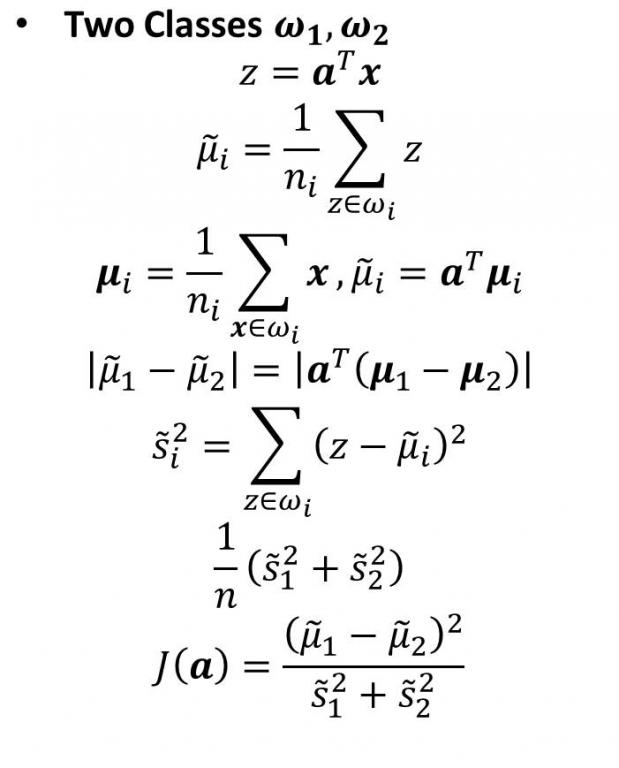 • Two Classes ω₁, ω₂
z = aᵀx
μ̃ᵢ = 1/nᵢ ∑_{z∈ωᵢ} z
μᵢ = 1/nᵢ ∑_{x∈ωᵢ} x , μ̃ᵢ = aᵀμᵢ
|μ̃₁ − μ̃₂| = |aᵀ(μ₁ − μ₂)|
s̃ᵢ² = ∑_{z∈ωᵢ} (z − μ̃ᵢ)²
1/n (s̃₁² + s̃₂²)
J(a) = (μ̃₁ − μ̃₂)² / s̃₁² + s̃₂²